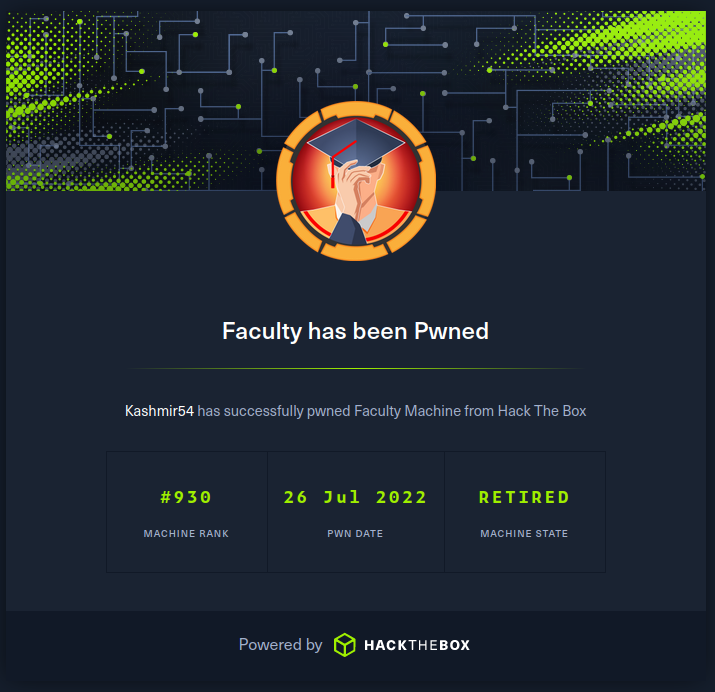 Faculty has been Pwned
Kashmir54 has successfully pwned Faculty Machine from Hack The Box
#930
MACHINE RANK
26 Jul 2022
PWN DATE
RETIRED
MACHINE STATE
Powered by HACKTHEBOX